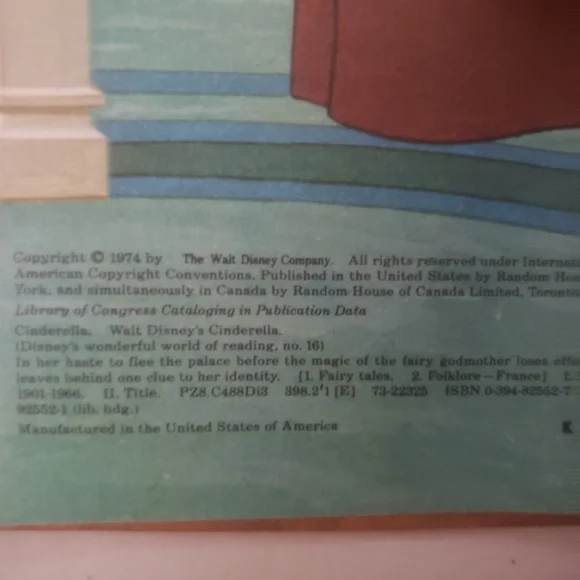 Copyright © 1974 by The Walt Disney Company. All rights reserved under Internat
American Copyright Conventions. Published in the United States by Random Ho
York, and simultaneously in Canada by Random House of Canada Limited, Toronto
Library of Congress Cataloging in Publication Data
Cinderella. Walt Disney's Cinderella.
(Disney's wonderful world of reading, no. 16)
In her haste to flee the palace before the magic of the fairy godmother loses effe
leaves behind one clue to her identity. [1. Fairy tales. 2. Folklore—France] I.
1901-1966. II. Title. PZ8.C488Di3 398.2'1 [E] 73-22325 ISBN 0-394-82552-
92552-1 (lib. bdg.)
Manufactured in the United States of America K